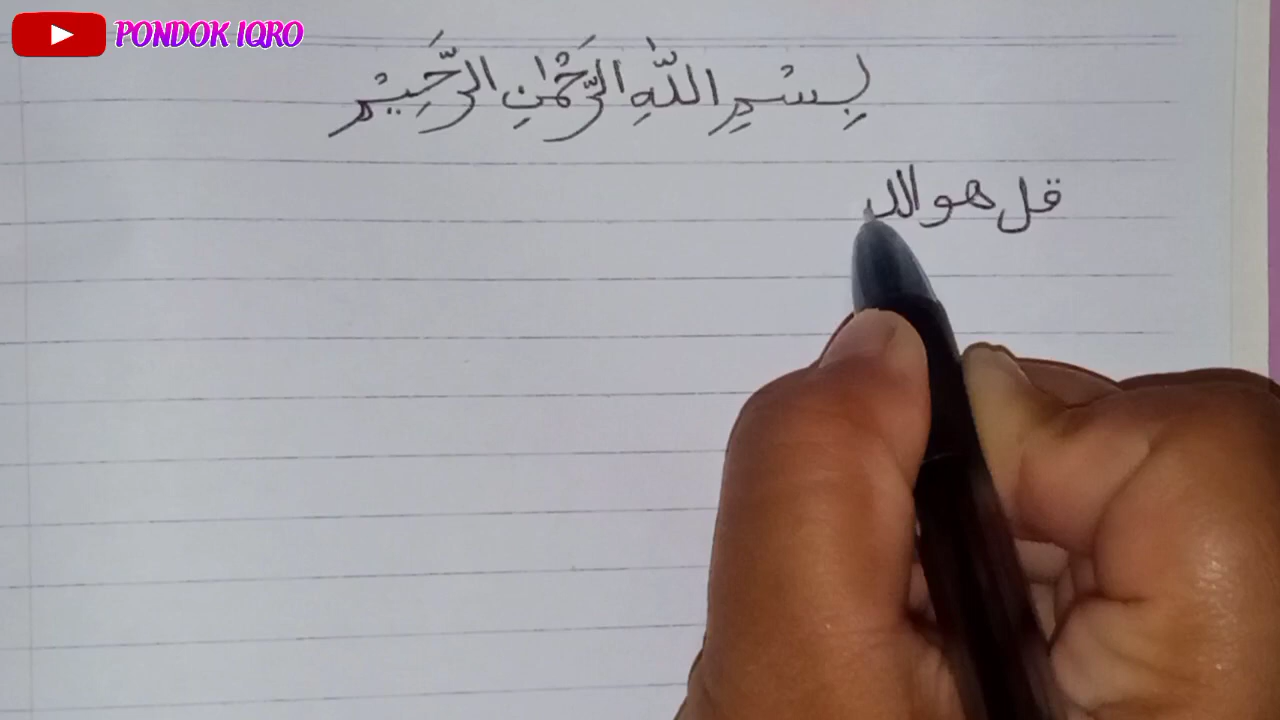 PONDOK IQRO
بِسْمِ اللّٰهِ الرَّحْمٰنِ الرَّحِيْمِ
قل هو الل